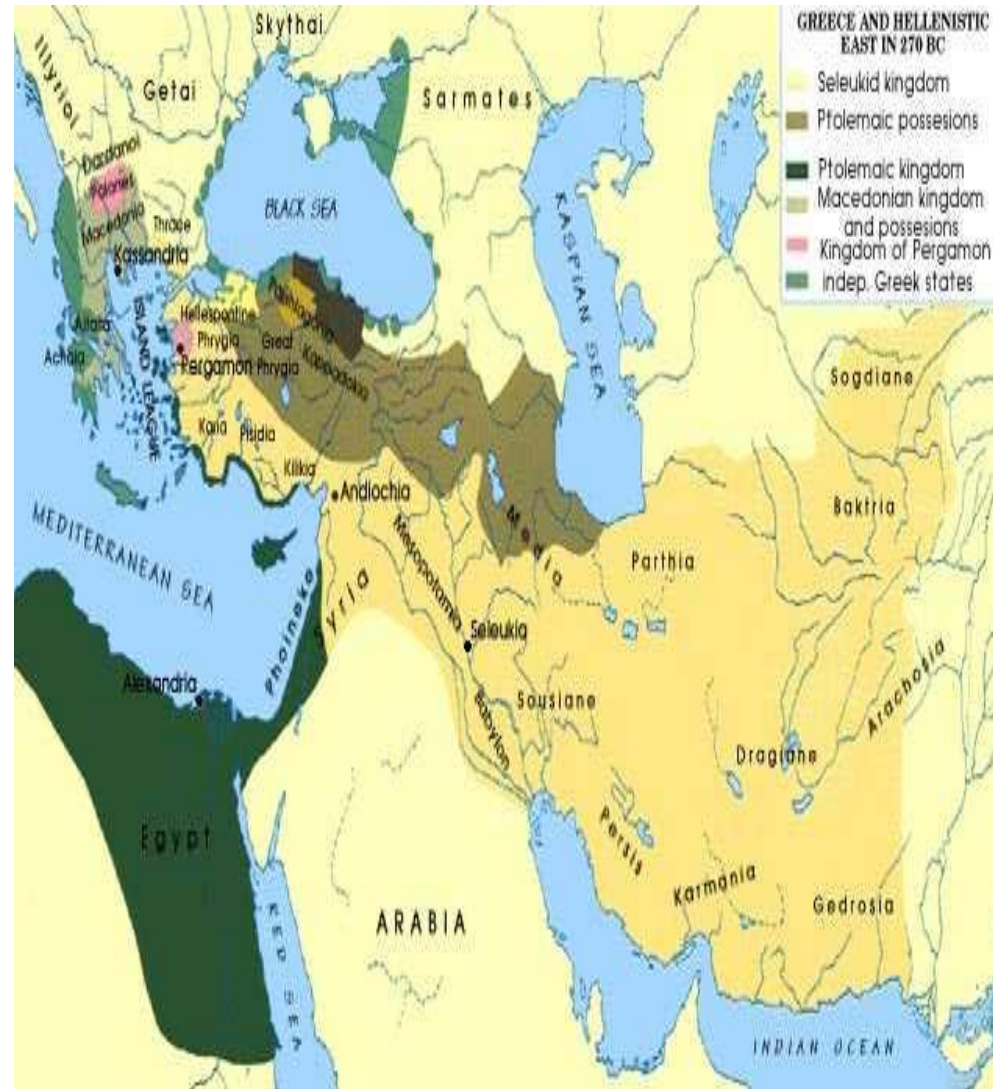 GREECE AND HELLENISTIC
EAST IN 270 BC
Seleukid kingdom
Ptolemaic possesions
Ptolemaic kingdom
Macedonian kingdom
and possesions
Kingdom of Pergamon
Indep. Greek states
Skythai
Illyrioi
Getai
Sarmates
Dardanoi
Paiones
Macedonia
Thrace
Kassandria
BLACK SEA
KASPIAN SEA
Paphlagonia
Hellespontine
Phrygia
Great
Phrygia
Kappadokia
Pergamon
ISLAND LEAGUE
Achaia
Karia
Pisidia
Kilikia
Andiochia
Sogdiane
Baktria
Media
Parthia
MEDITERRANEAN SEA
Mesopotamia
Syria
Phoineke
Seleukia
Alexandria
Babylon
Sousiane
Arachosia
Dragiane
Egypt
Persis
Karmania
Gedrosia
RED SEA
ARABIA
INDIAN OCEAN